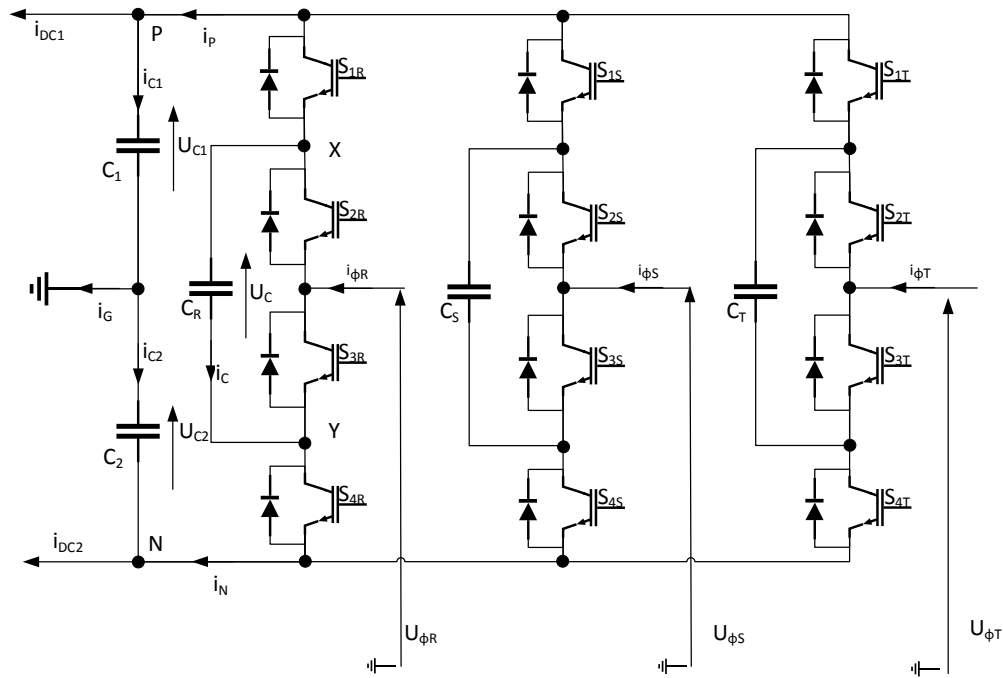 i_DC1 P i_P
S_1R S_1S S_1T
i_C1
U_C1
C_1 X
S_2R S_2S S_2T
i_ϕR i_ϕS i_ϕT
i_G C_R U_C C_S C_T
i_C2 i_C S_3R S_3S S_3T
U_C2 Y
C_2
S_4R S_4S S_4T
i_DC2 N i_N
U_ϕR U_ϕS U_ϕT